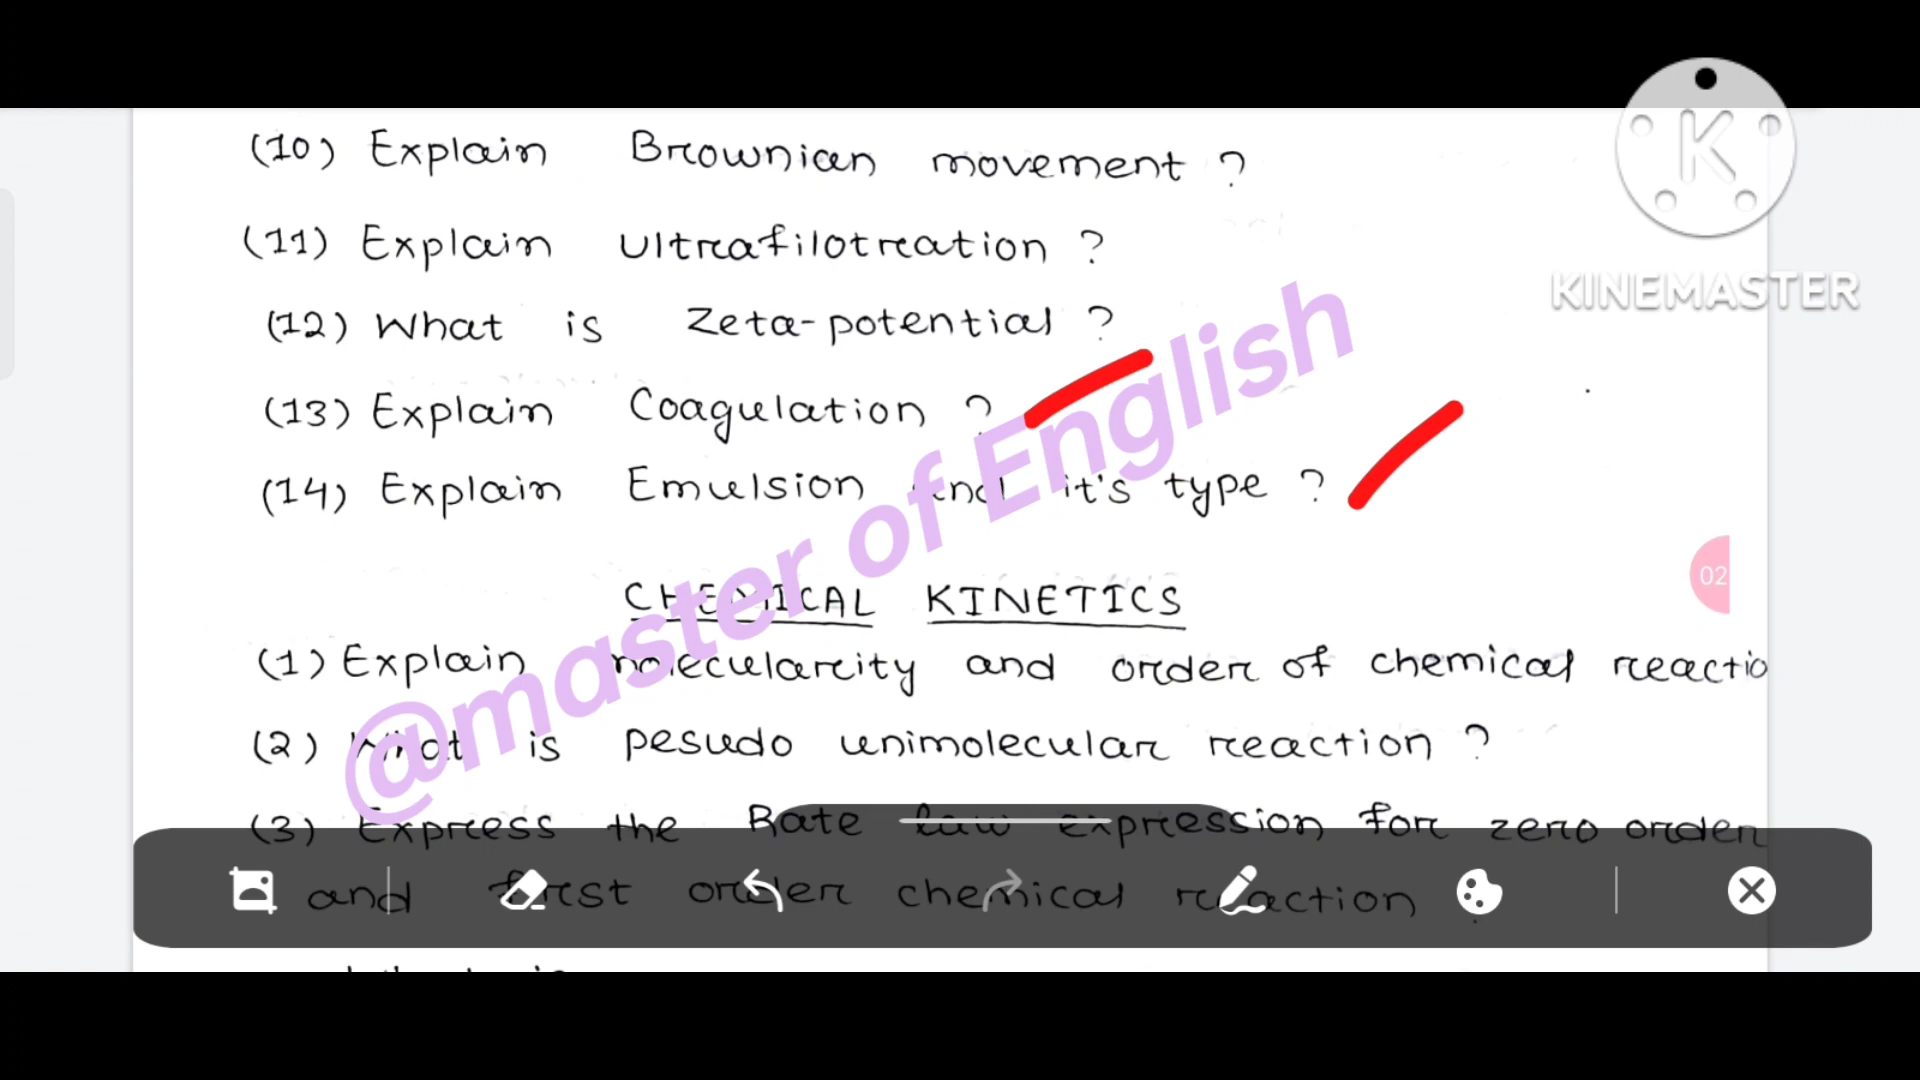 (10) Explain Brownian movement ?
(11) Explain Ultrafilotreation ?
(12) What is Zeta-potential ?
(13) Explain Coagulation ?
(14) Explain Emulsion and it's type ?
CHEMICAL KINETICS
(1) Explain molecularcity and order of chemical reactio
(2) What is pesudo unimolecular reaction ?
(3) Express the Rate law expression for zero order
and first order chemical reaction
@master of English
K
KINEMASTER
02